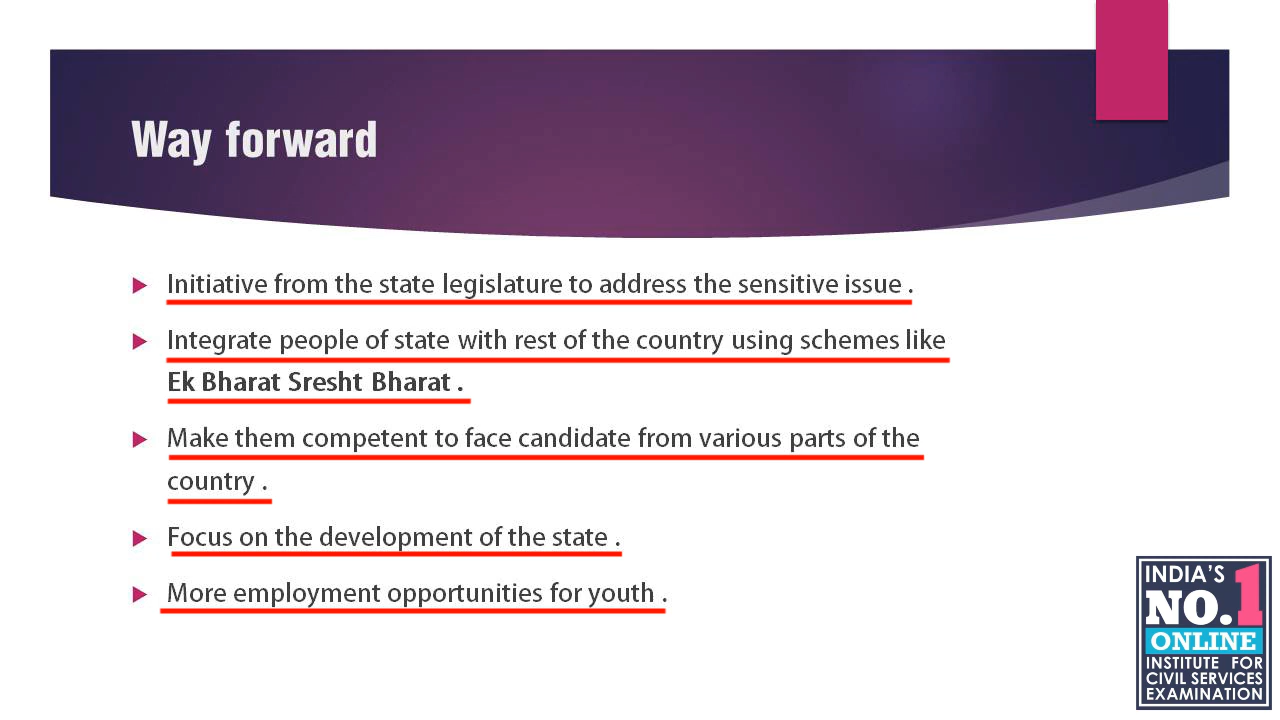 Way forward
Initiative from the state legislature to address the sensitive issue .
Integrate people of state with rest of the country using schemes like
Ek Bharat Sresht Bharat .
Make them competent to face candidate from various parts of the
country .
Focus on the development of the state .
More employment opportunities for youth .
INDIA'S
NO.1
ONLINE
INSTITUTE FOR
CIVIL SERVICES
EXAMINATION